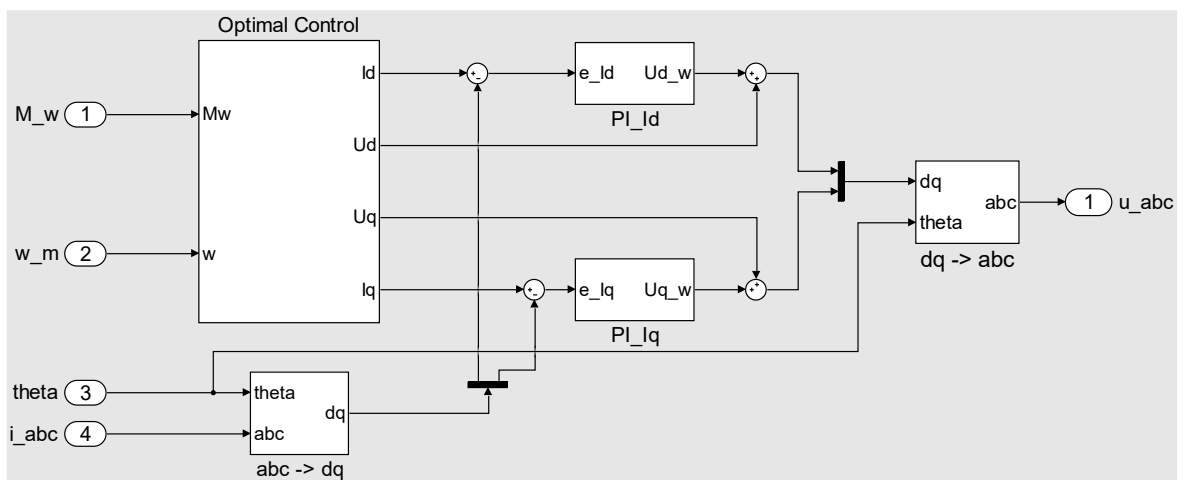 Optimal Control
M_w
1
Mw
w_m
2
w
Id
Ud
Uq
Iq
+
-
e_Id
Ud_w
PI_Id
+
+
+
-
e_Iq
Uq_w
PI_Iq
+
+
dq
theta
abc
dq -> abc
1
u_abc
theta
3
i_abc
4
theta
abc
dq
abc -> dq